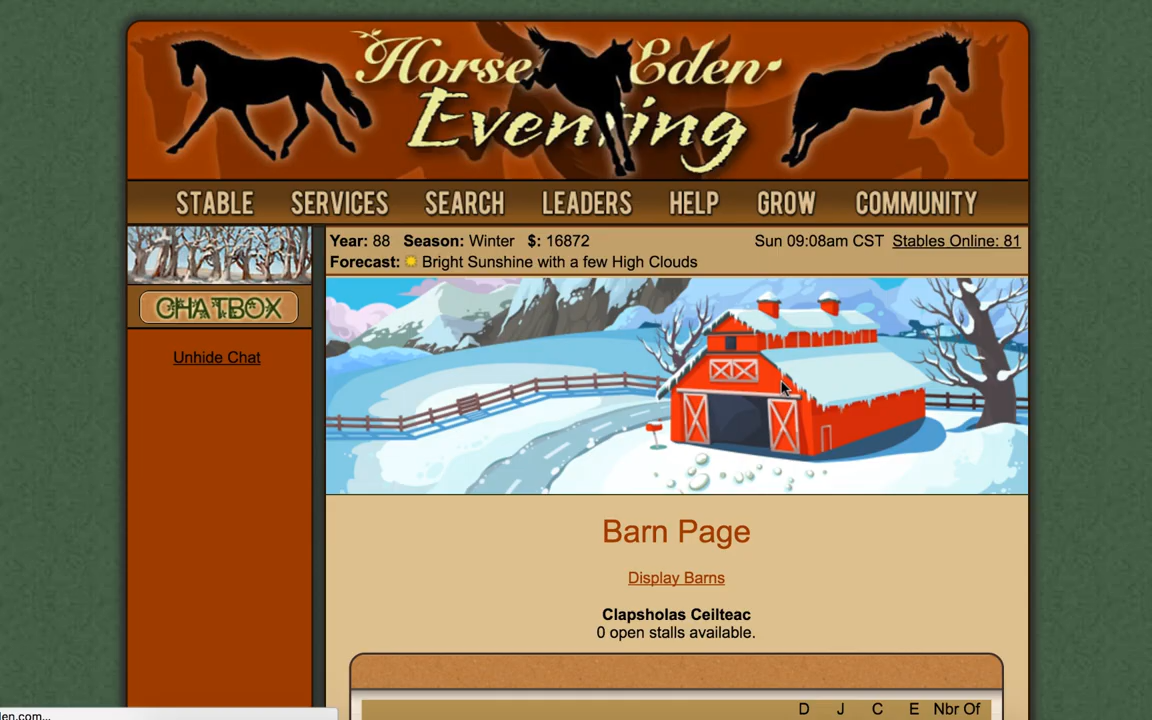 Horse Eden
Eventing
STABLE SERVICES SEARCH LEADERS HELP GROW COMMUNITY
Year: 88 Season: Winter $: 16872 Sun 09:08am CST Stables Online: 81
Forecast: Bright Sunshine with a few High Clouds
CHATBOX
Unhide Chat
Barn Page
Display Barns
Clapsholas Ceilteac
0 open stalls available.
D J C E Nbr Of
den.com...